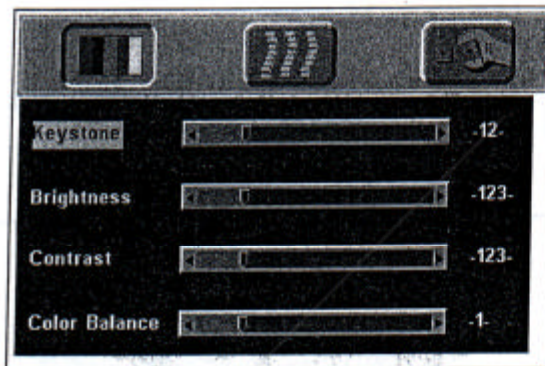 Keystone -12-
Brightness -123-
Contrast -123-
Color Balance -1-